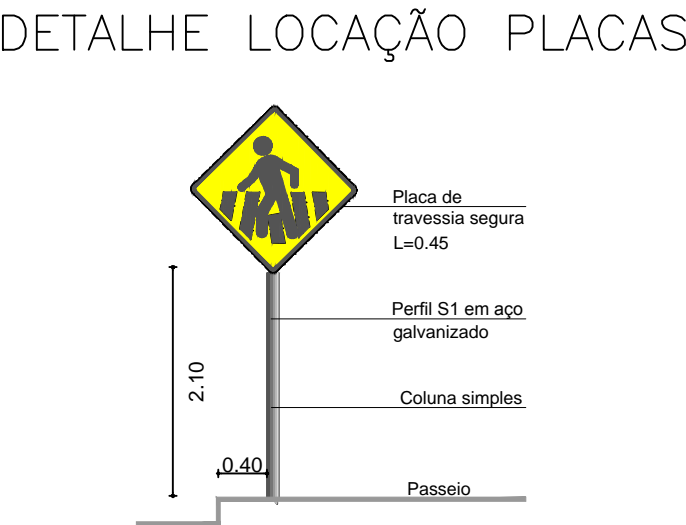 DETALHE LOCAÇÃO PLACAS
Placa de
travessia segura
L=0.45
Perfil S1 em aço
galvanizado
2.10
Coluna simples
0.40
Passeio